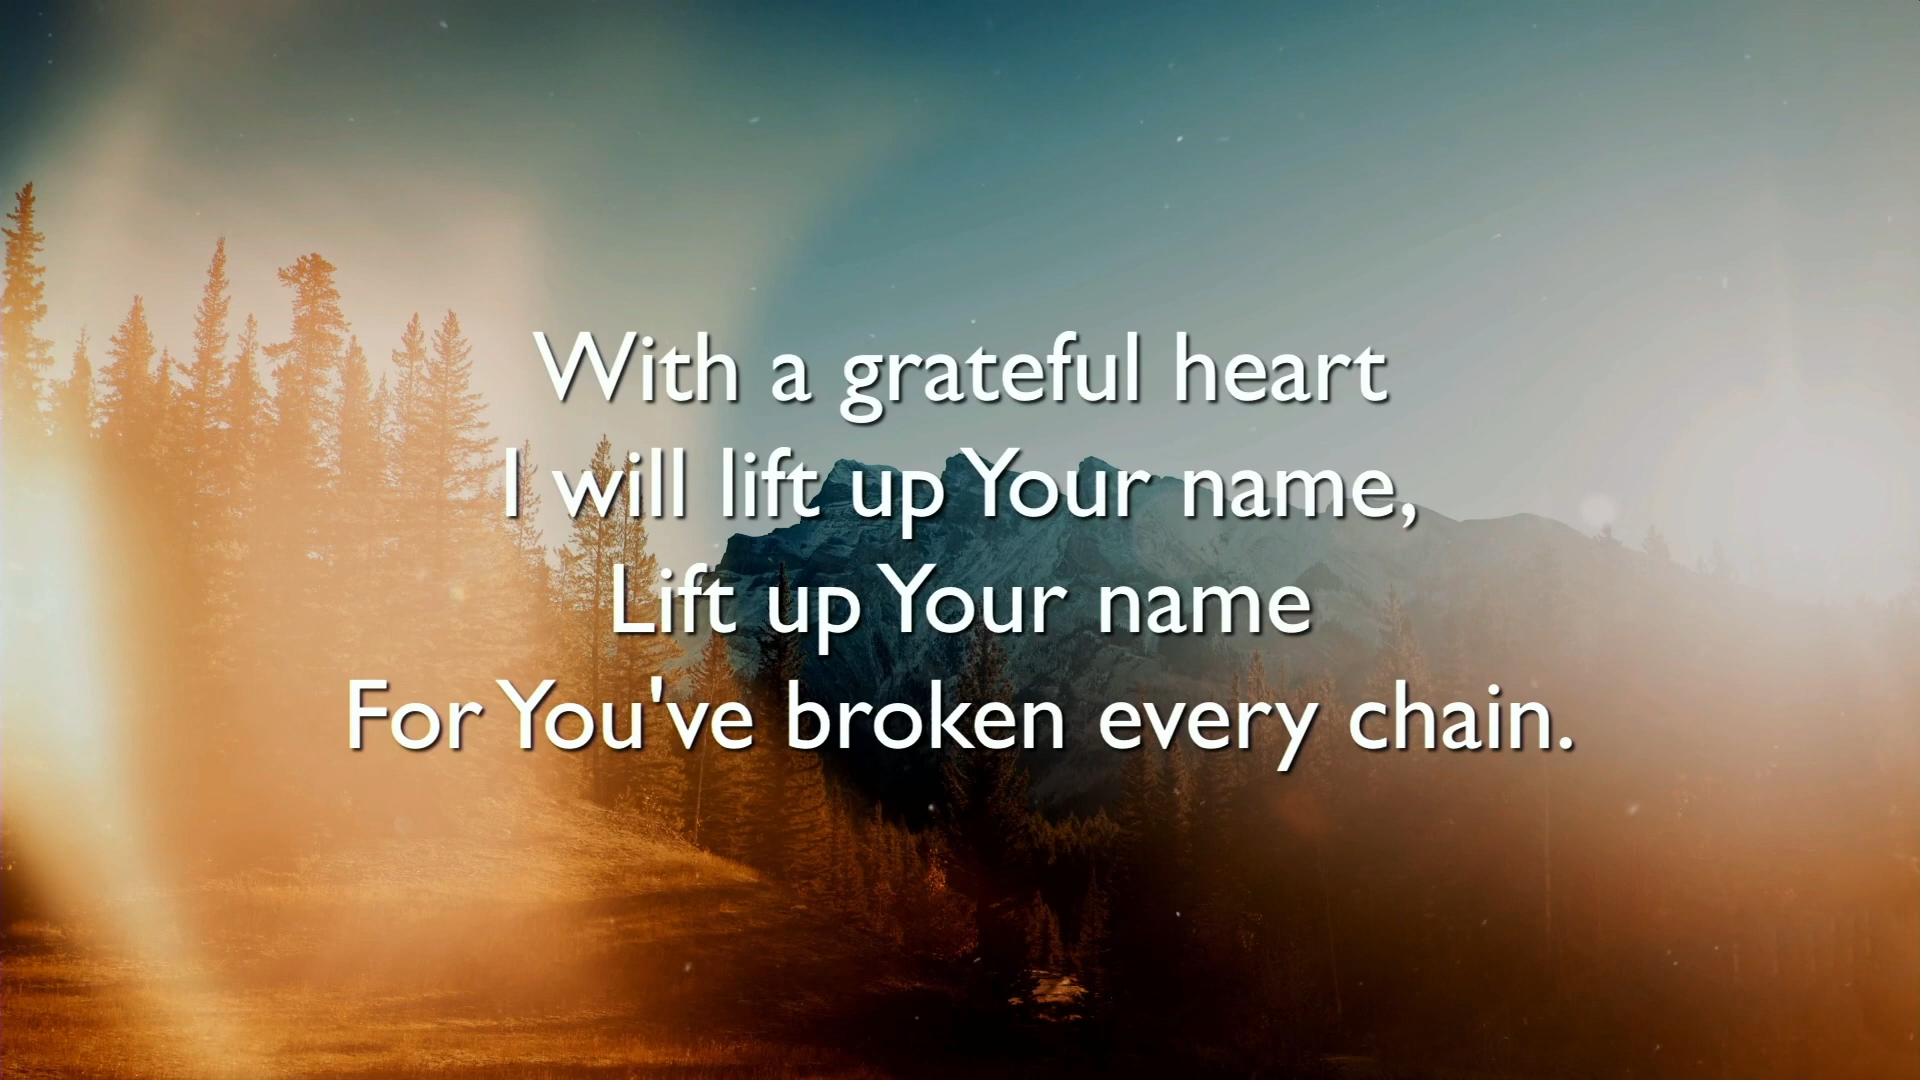 With a grateful heart
I will lift up Your name,
Lift up Your name
For You've broken every chain.